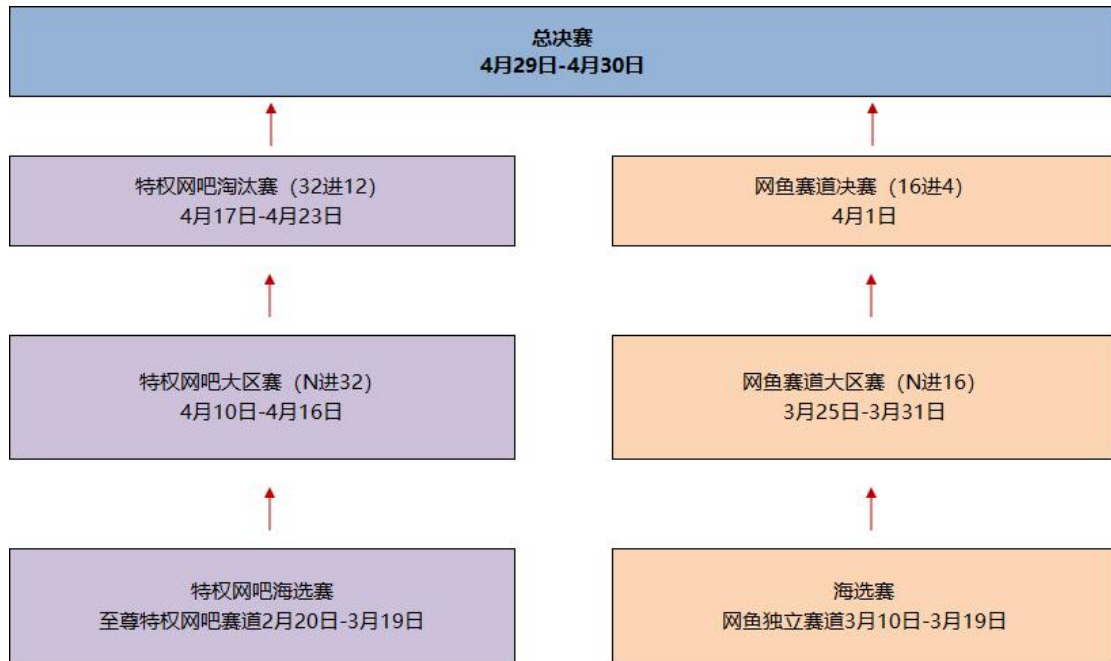 总决赛
4月29日-4月30日
特权网吧淘汰赛（32进12）
4月17日-4月23日
网鱼赛道决赛（16进4）
4月1日
特权网吧大区赛（N进32）
4月10日-4月16日
网鱼赛道大区赛（N进16）
3月25日-3月31日
特权网吧海选赛
至尊特权网吧赛道2月20日-3月19日
海选赛
网鱼独立赛道3月10日-3月19日